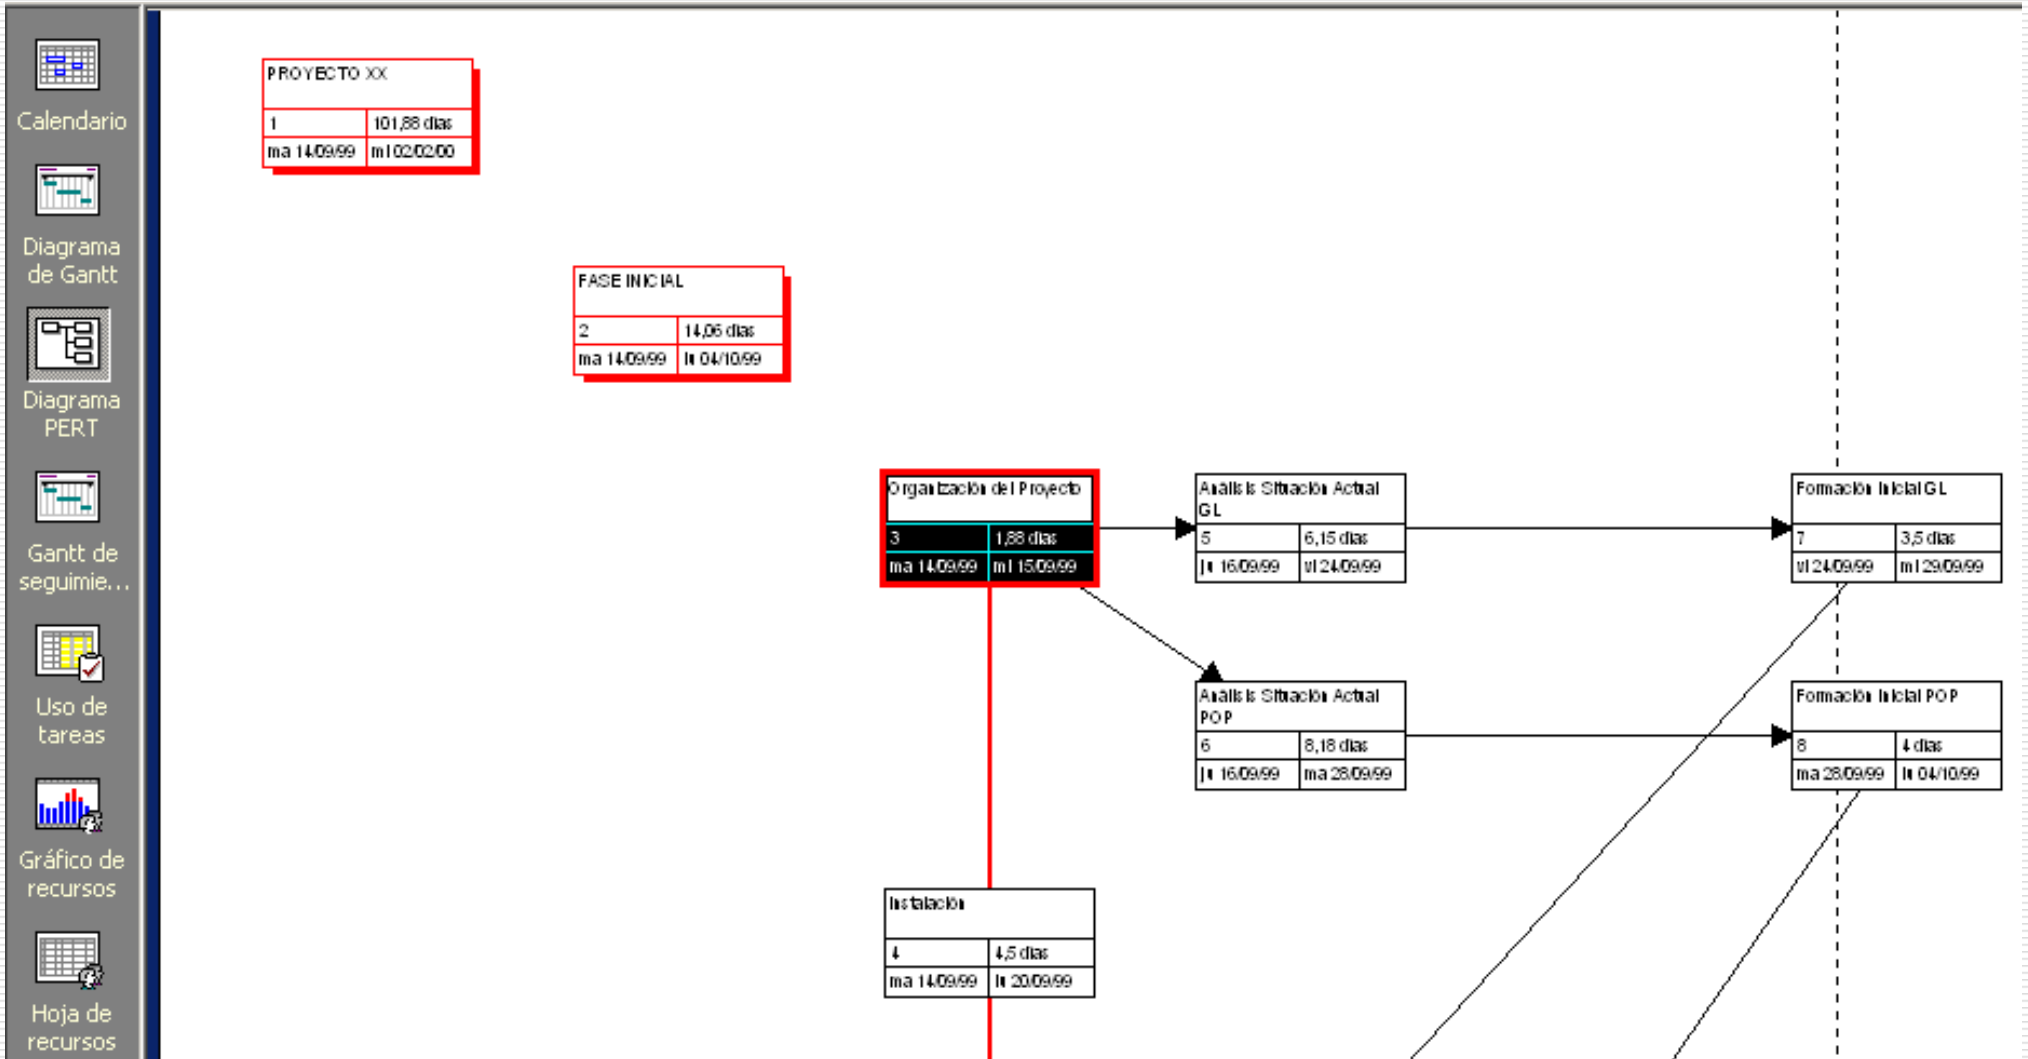 Calendario
Diagrama
de Gantt
Diagrama
PERT
Gantt de
seguimie...
Uso de
tareas
Gráfico de
recursos
Hoja de
recursos
PROYECTO XX
1 101,88 días
ma 14/09/99 mi 02/02/00
FASE INICIAL
2 14,06 días
ma 14/09/99 lu 04/10/99
Organización del Proyecto
3 1,88 días
ma 14/09/99 mi 15/09/99
Análisis Situación Actual
GL
5 6,15 días
ju 16/09/99 vi 24/09/99
Formación Inicial GL
7 3,5 días
vi 24/09/99 mi 29/09/99
Análisis Situación Actual
POP
6 8,18 días
ju 16/09/99 ma 28/09/99
Formación Inicial POP
8 4 días
ma 28/09/99 lu 04/10/99
Instalación
4 4,5 días
ma 14/09/99 lu 20/09/99